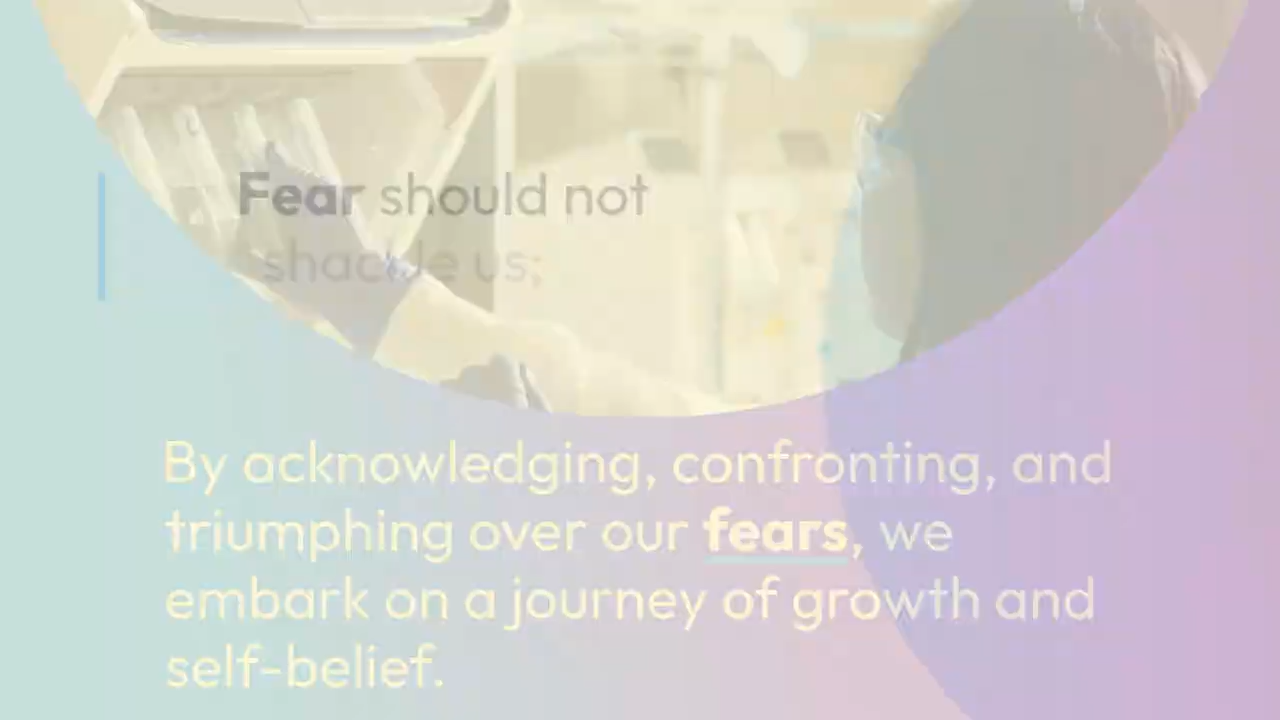 Fear should not
shackle us;
By acknowledging, confronting, and
triumphing over our fears, we
embark on a journey of growth and
self-belief.